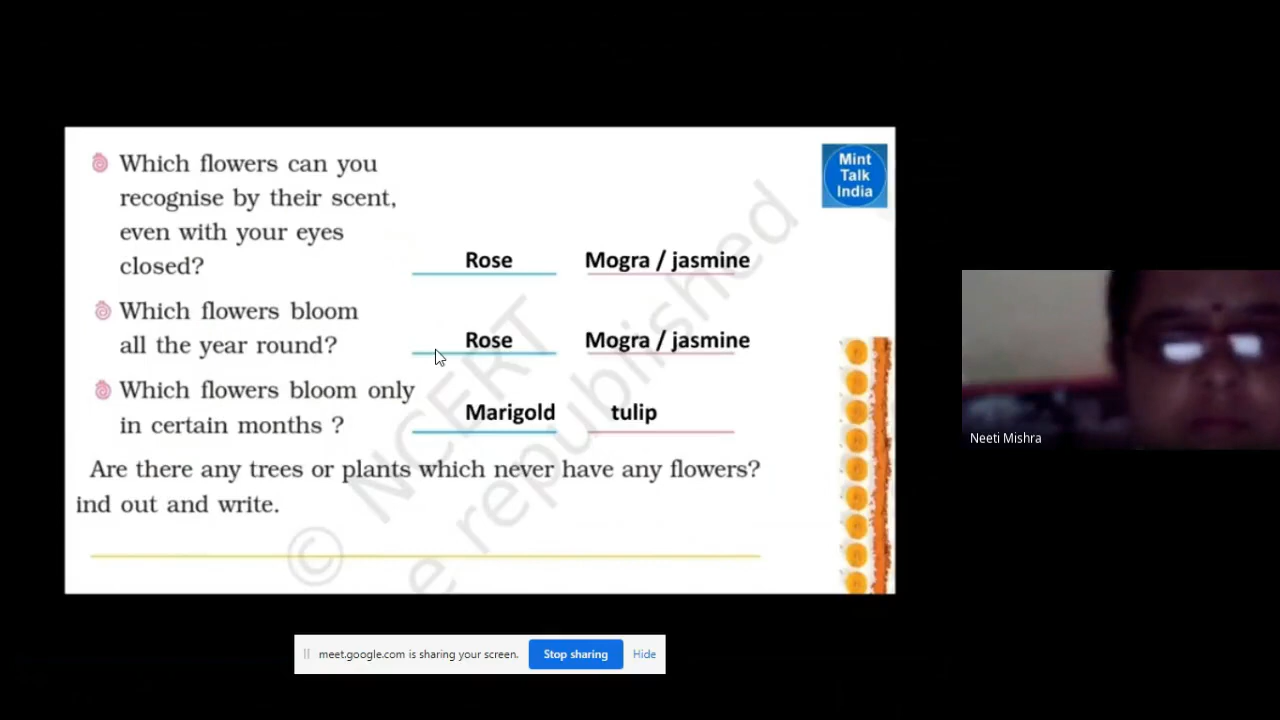 Which flowers can you
recognise by their scent,
even with your eyes
closed?
Rose Mogra / jasmine
Which flowers bloom
all the year round?
Rose Mogra / jasmine
Which flowers bloom only
in certain months ?
Marigold tulip
Are there any trees or plants which never have any flowers?
ind out and write.
© NCERT
e republished
Mint
Talk
India
Neeti Mishra
meet.google.com is sharing your screen.
Stop sharing
Hide